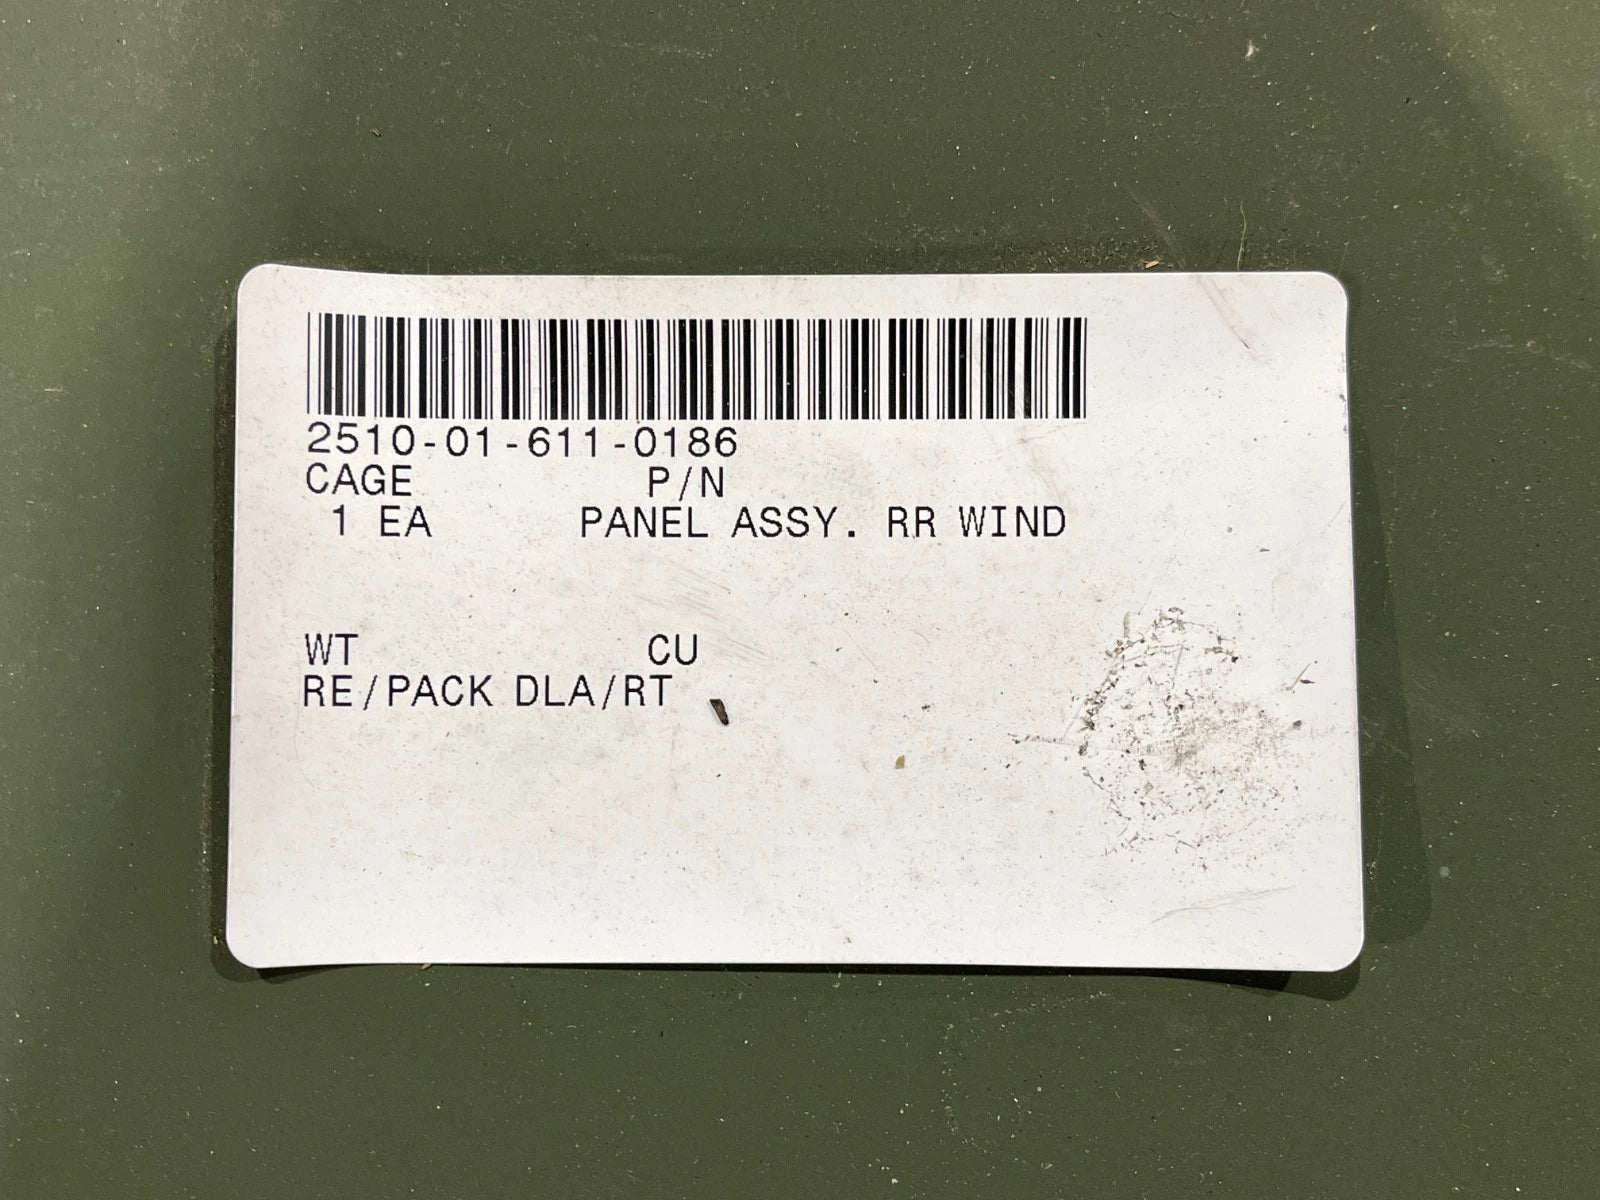 2510-01-611-0186
CAGE P/N
1 EA PANEL ASSY. RR WIND
WT CU
RE/PACK DLA/RT